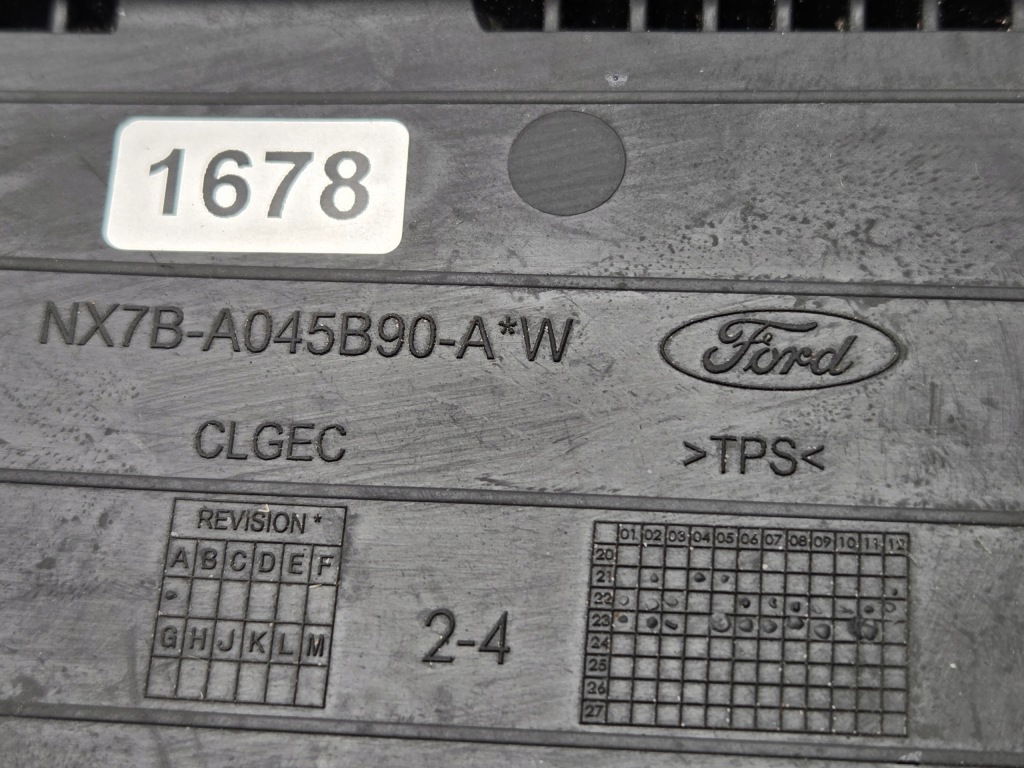 1678
NX7B-A045B90-A*W
Ford
CLGEC
>TPS<
REVISION *
A B C D E F
G H J K L M
2-4
01 02 03 04 05 06 07 08 09 10 11 12
20
21
22
23
24
25
26
27